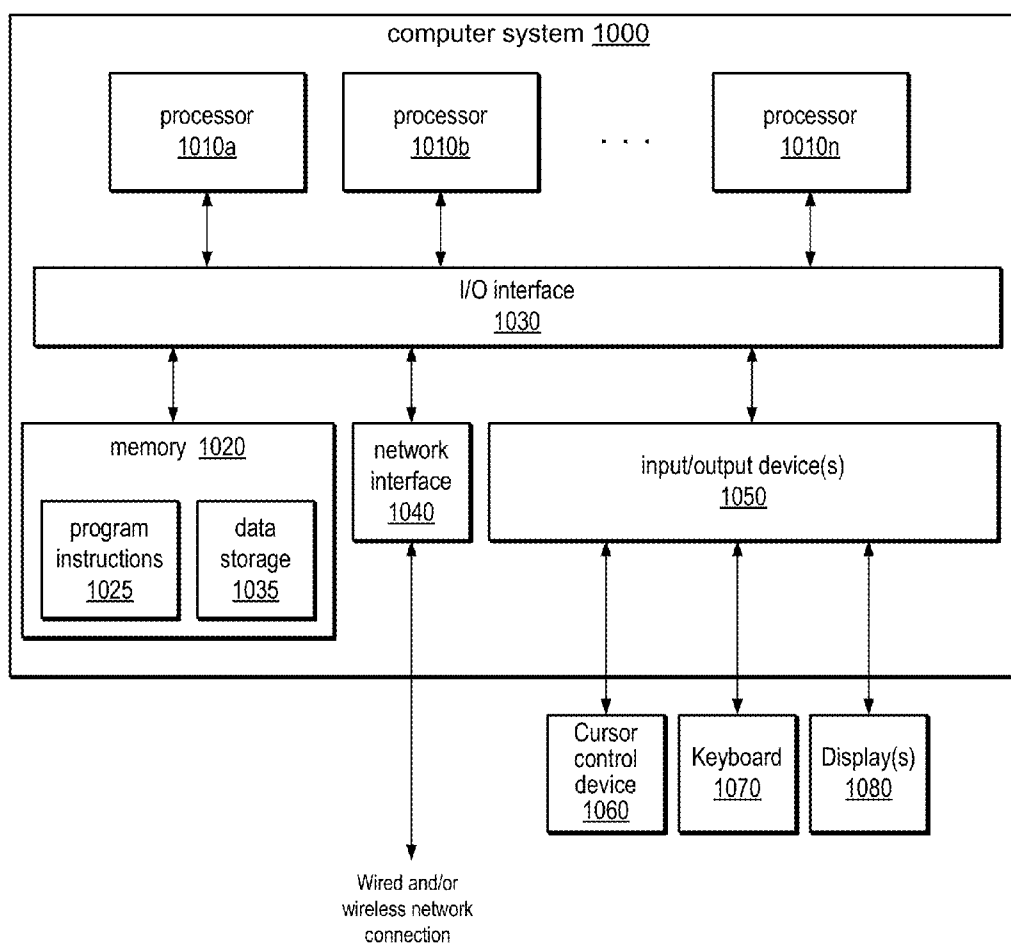 computer system 1000
processor
1010a
processor
1010b
. . .
processor
1010n
I/O interface
1030
memory 1020
program
instructions
1025
data
storage
1035
network
interface
1040
input/output device(s)
1050
Cursor
control
device
1060
Keyboard
1070
Display(s)
1080
Wired and/or
wireless network
connection